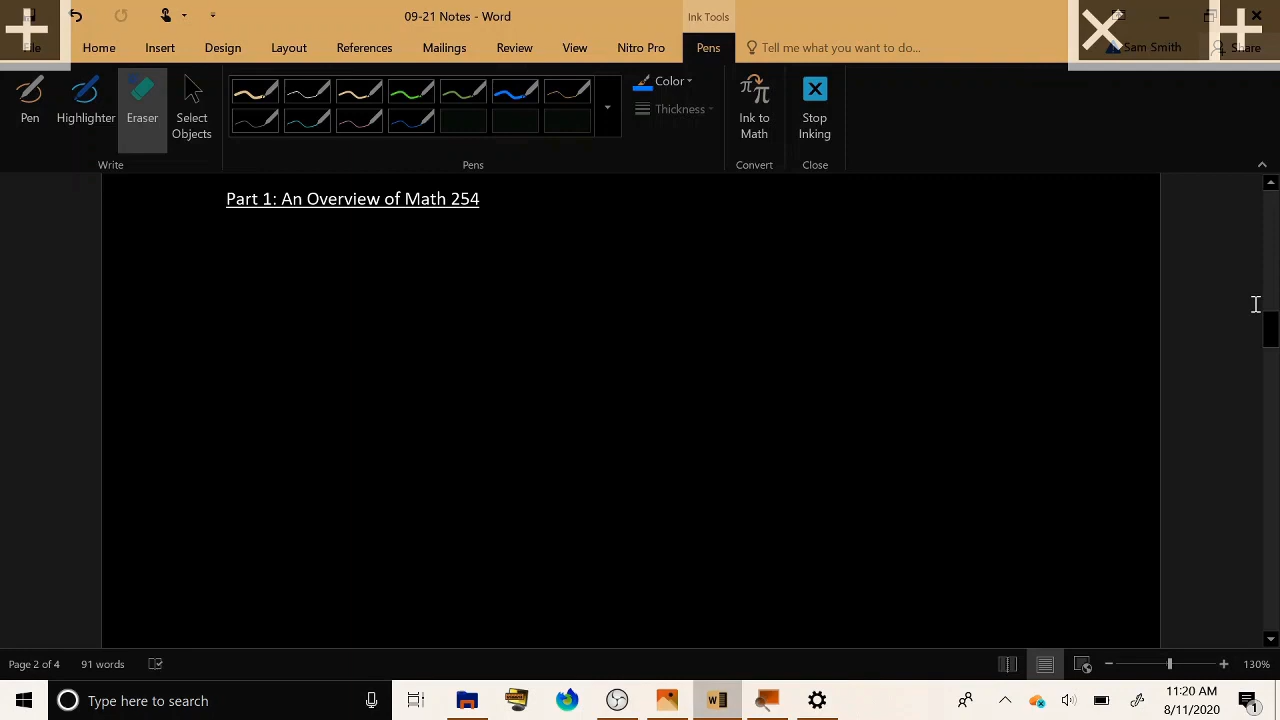 09-21 Notes - Word
Ink Tools
File
Home
Insert
Design
Layout
References
Mailings
Review
View
Nitro Pro
Pens
Tell me what you want to do...
Sam Smith
Share
Pen
Highlighter
Eraser
Select
Objects
Color
Thickness
Ink to
Math
Stop
Inking
Write
Pens
Convert
Close
Part 1: An Overview of Math 254
Page 2 of 4
91 words
130%
Type here to search
11:20 AM
8/11/2020
1